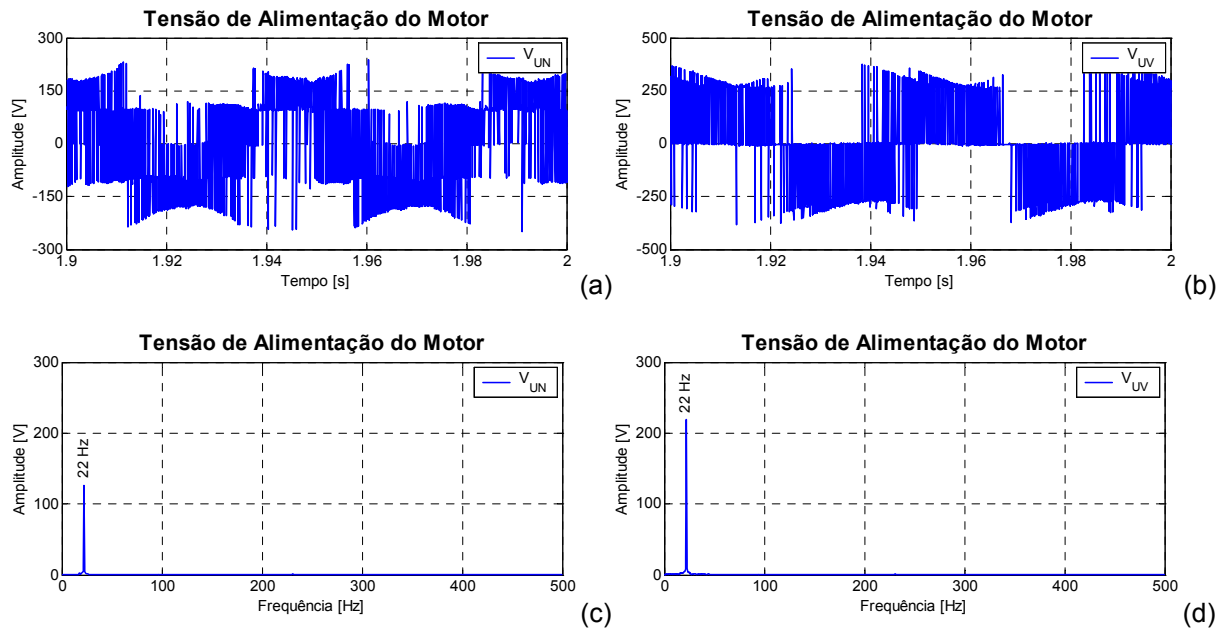 Tensão de Alimentação do Motor
300
150
0
-150
-300
Amplitude [V]
V_UN
1.9 1.92 1.94 1.96 1.98 2
Tempo [s]
(a)
Tensão de Alimentação do Motor
500
250
0
-250
-500
Amplitude [V]
V_UV
1.9 1.92 1.94 1.96 1.98 2
Tempo [s]
(b)
Tensão de Alimentação do Motor
300
200
100
0
Amplitude [V]
V_UN
22 Hz
0 100 200 300 400 500
Frequência [Hz]
(c)
Tensão de Alimentação do Motor
300
200
100
0
Amplitude [V]
V_UV
22 Hz
0 100 200 300 400 500
Frequência [Hz]
(d)